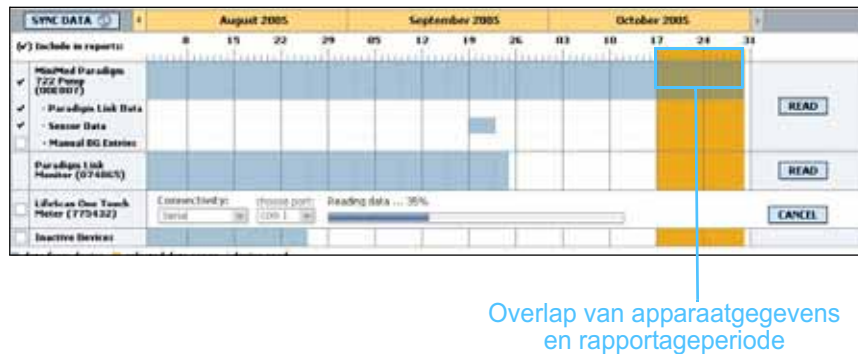 SYNC DATA August 2005 September 2005 October 2005
(✔) Include in reports: 8 15 22 29 05 12 19 26 03 10 17 24 31
MiniMed Paradigm
722 Pump
READ
- Paradigm Link Data
- Sensor Data
- Manual BG Entries
Paradigm Link
Monitor (074865)
READ
LifeScan One Touch
Meter (775432)
Connectivity: choose port: Reading data ... 35%
Serial COM 1
CANCEL
Inactive Devices
Overlap van apparaatgegevens
en rapportageperiode